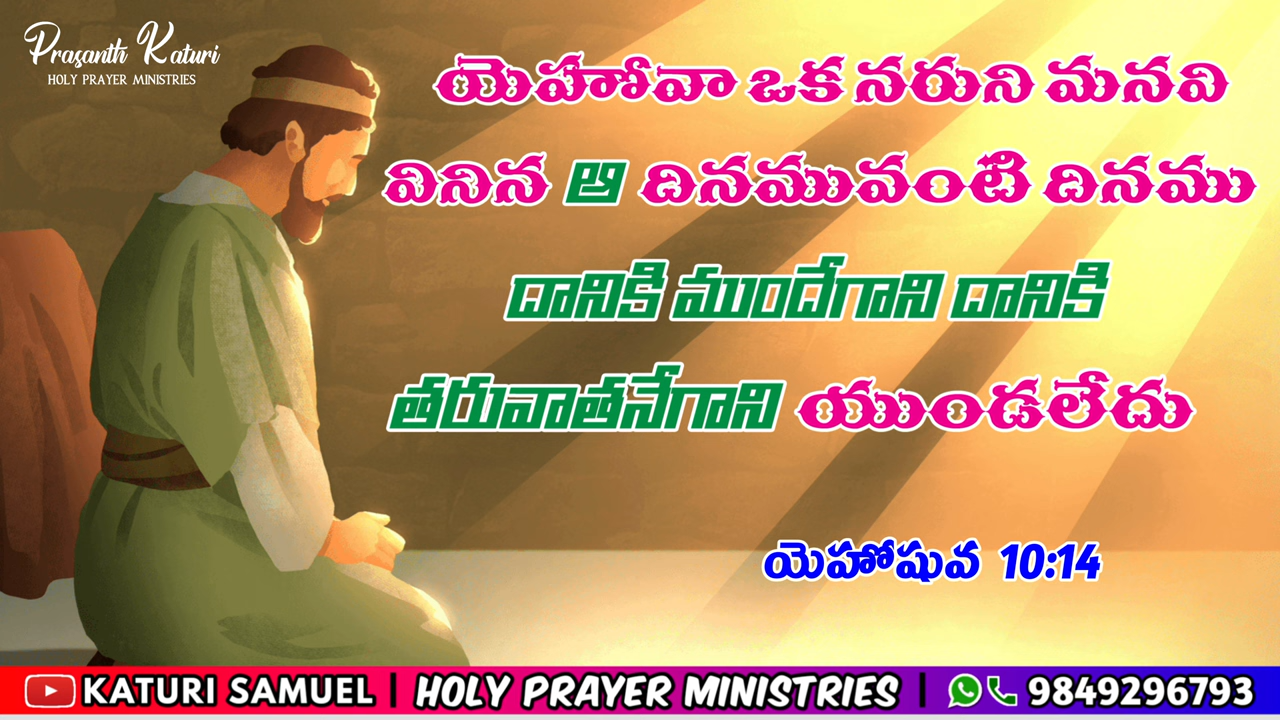 Prasanth Katuri
HOLY PRAYER MINISTRIES
యెహోవా ఒక నరుని మనవి
వినిన ఆ దినమువంటి దినము
దానికి ముందేగాని దానికి
తరువాతనేగాని యుండలేదు
యెహోషువ 10:14
KATURI SAMUEL | HOLY PRAYER MINISTRIES | 9849296793